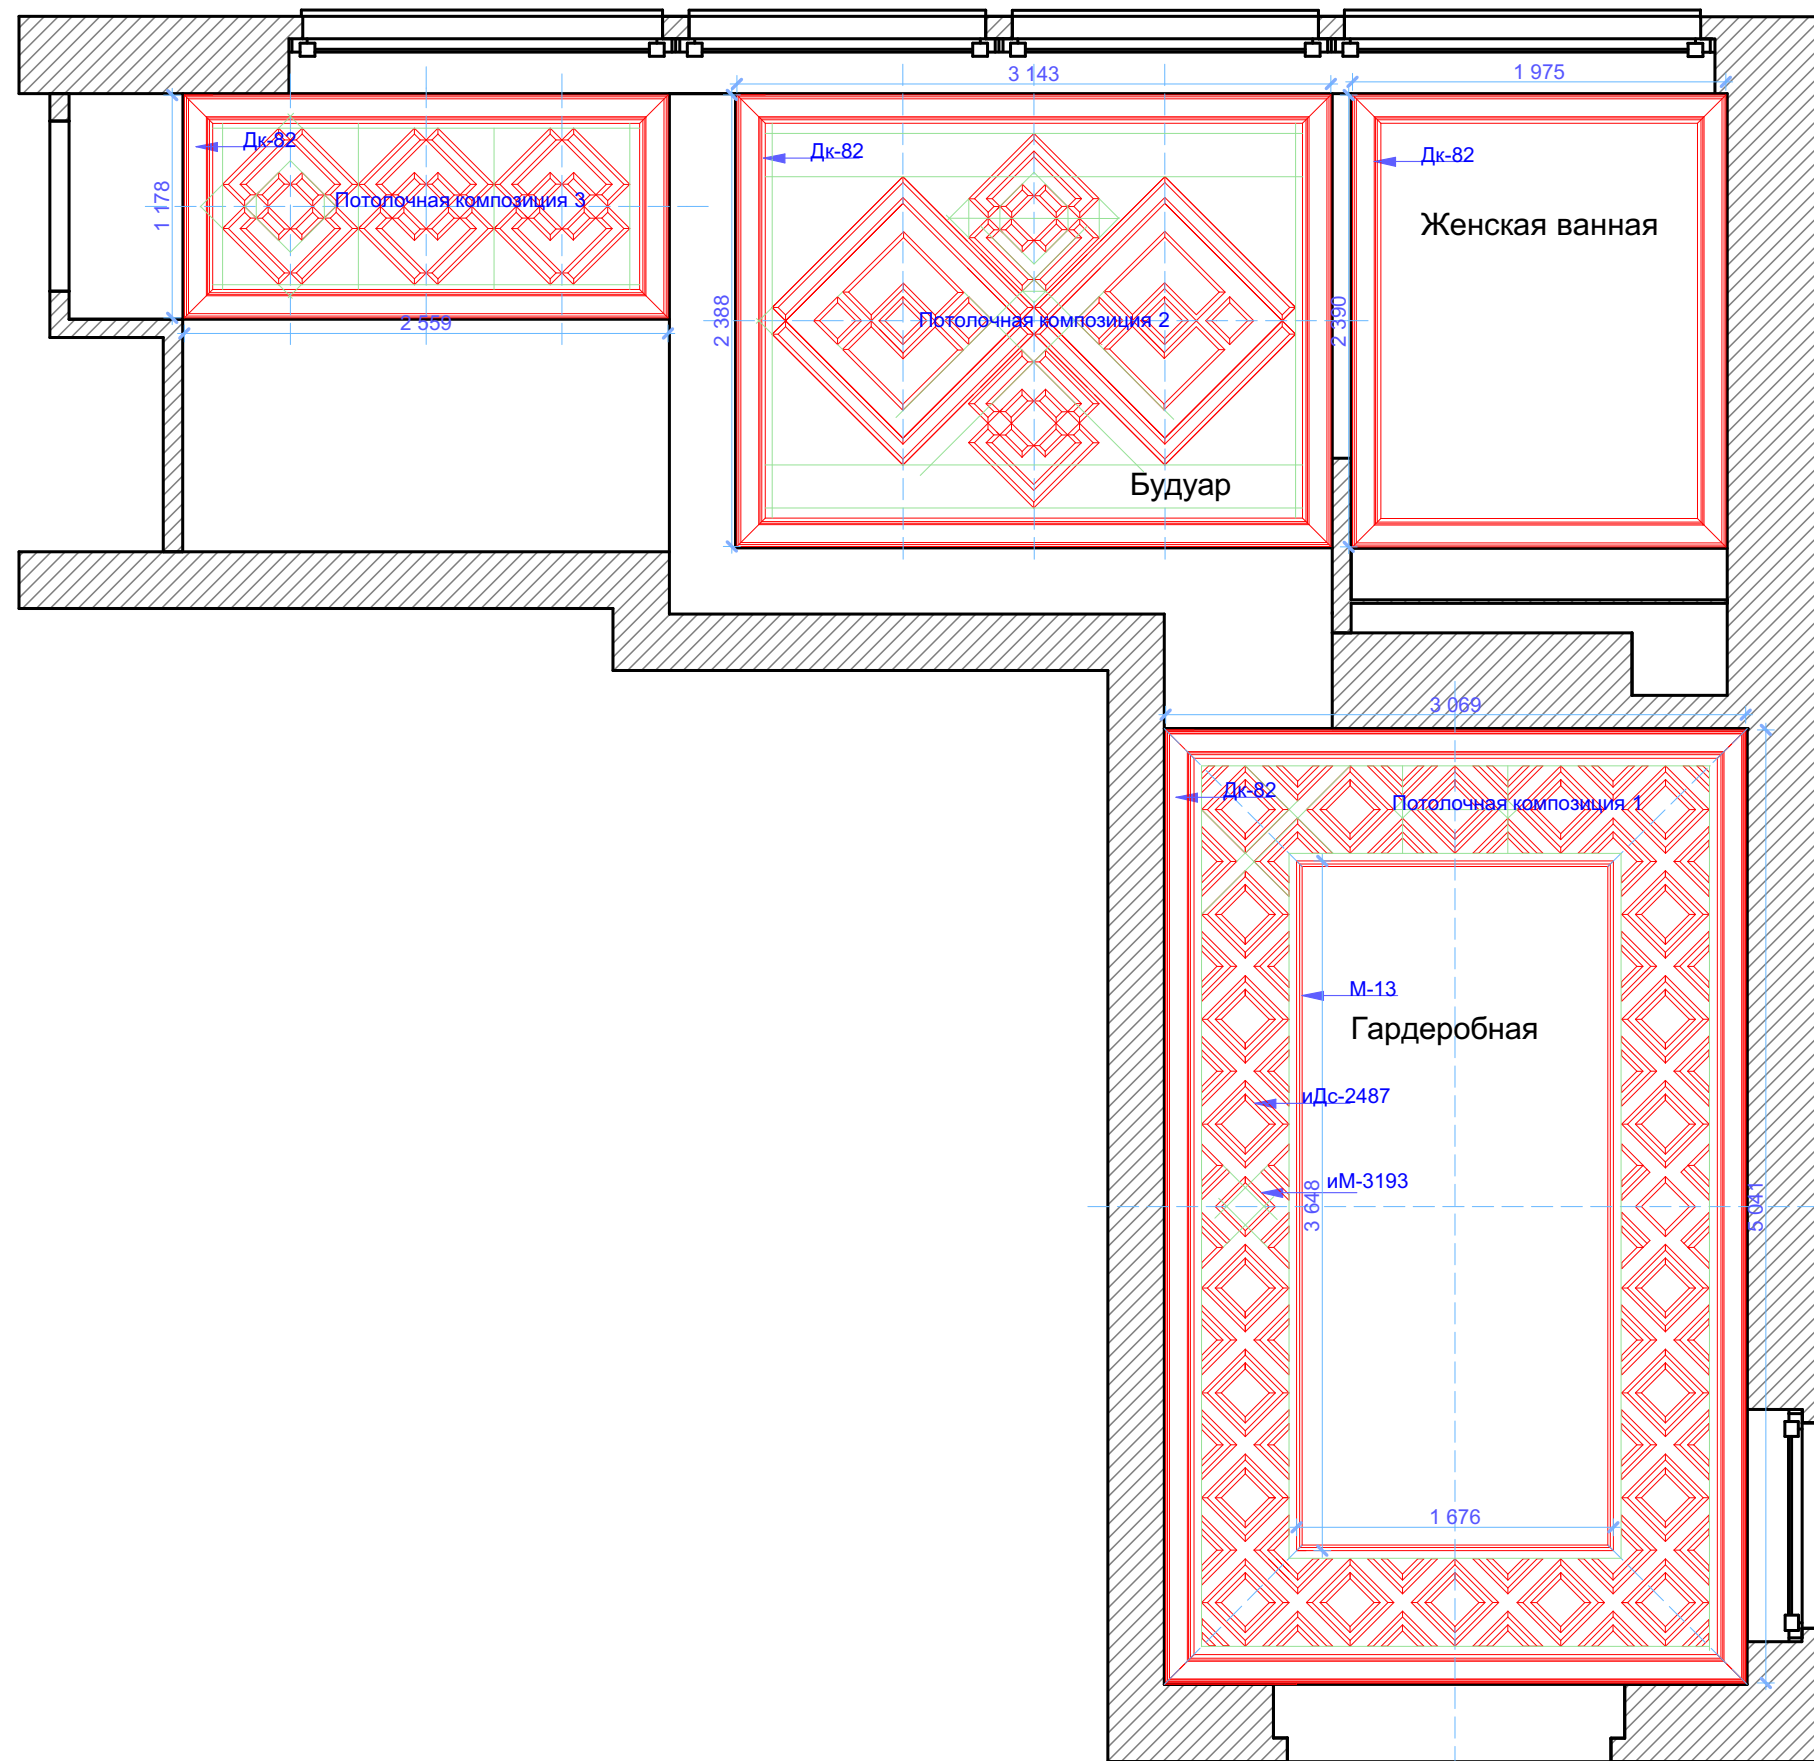 3 143
1 975
Дк-82
Дк-82
Дк-82
Потолочная композиция 3
1 178
Женская ванная
2 559
2 388
Потолочная композиция 2
2 390
Будуар
3 069
Дк-82
Потолочная композиция 1
М-13
Гардеробная
иДс-2487
иМ-3193
3 648
5 041
1 676